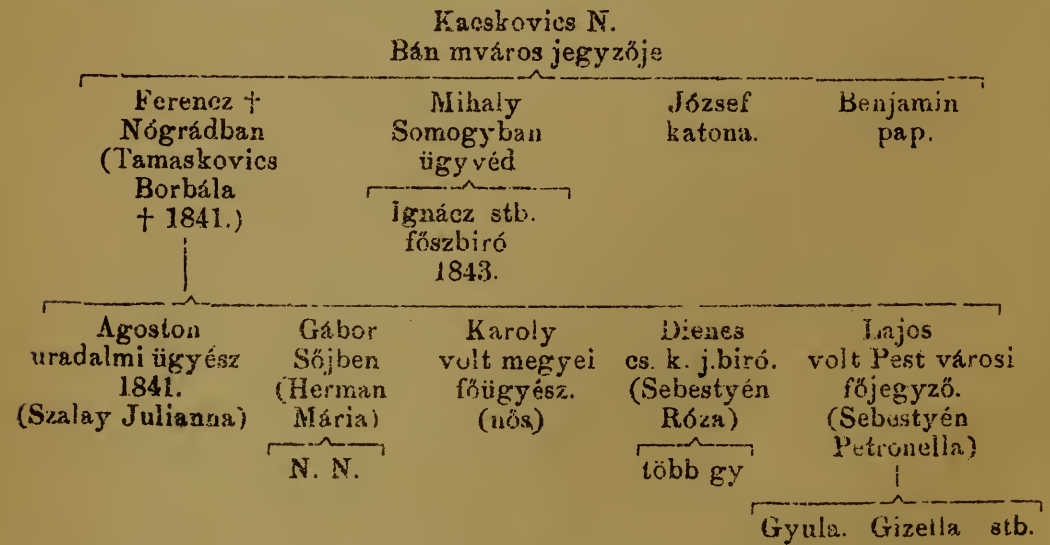 Kacskovics N.
Bán mváros jegyzője
Ferencz †
Nógrádban
(Tamaskovics
Borbála
† 1841.)
Mihaly
Somogyban
ügyvéd
Ignácz stb.
főszbiró
1843.
József
katona.
Benjamin
pap.
Agoston
uradalmi ügyész
1841.
(Szalay Julianna)
Gábor
Sőjben
(Herman
Mária)
N. N.
Karoly
volt megyei
főügyész.
(nős)
Dienes
cs. k. j.biró.
(Sebestyén
Róza)
több gy
Lajos
volt Pest városi
főjegyző.
(Sebestyén
Petronella)
Gyula. Gizella stb.